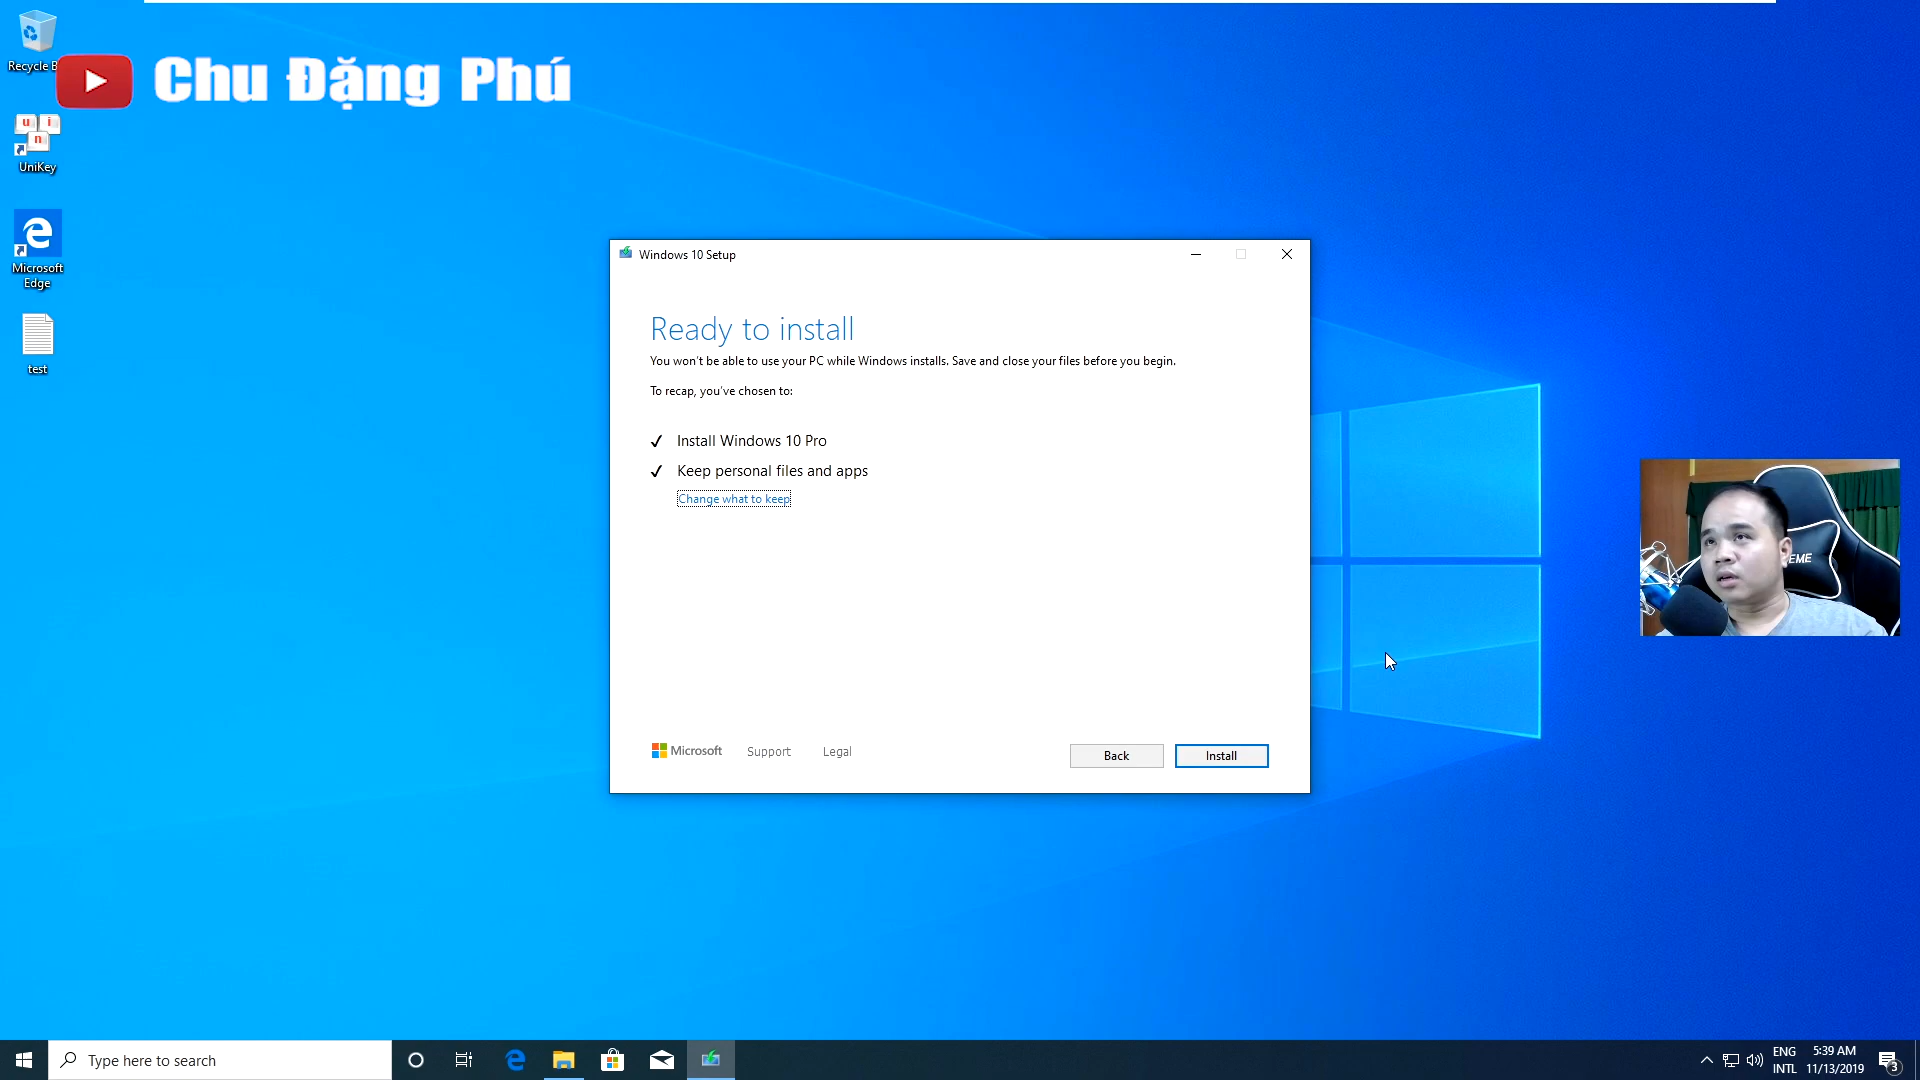 Recycle B
Chu Đặng Phú
u i
n
UniKey
Microsoft
Edge
test
Windows 10 Setup
Ready to install
You won't be able to use your PC while Windows installs. Save and close your files before you begin.
To recap, you've chosen to:
Install Windows 10 Pro
Keep personal files and apps
Change what to keep
EME
Microsoft
Support
Legal
Back
Install
Type here to search
ENG
INTL
5:39 AM
11/13/2019
3